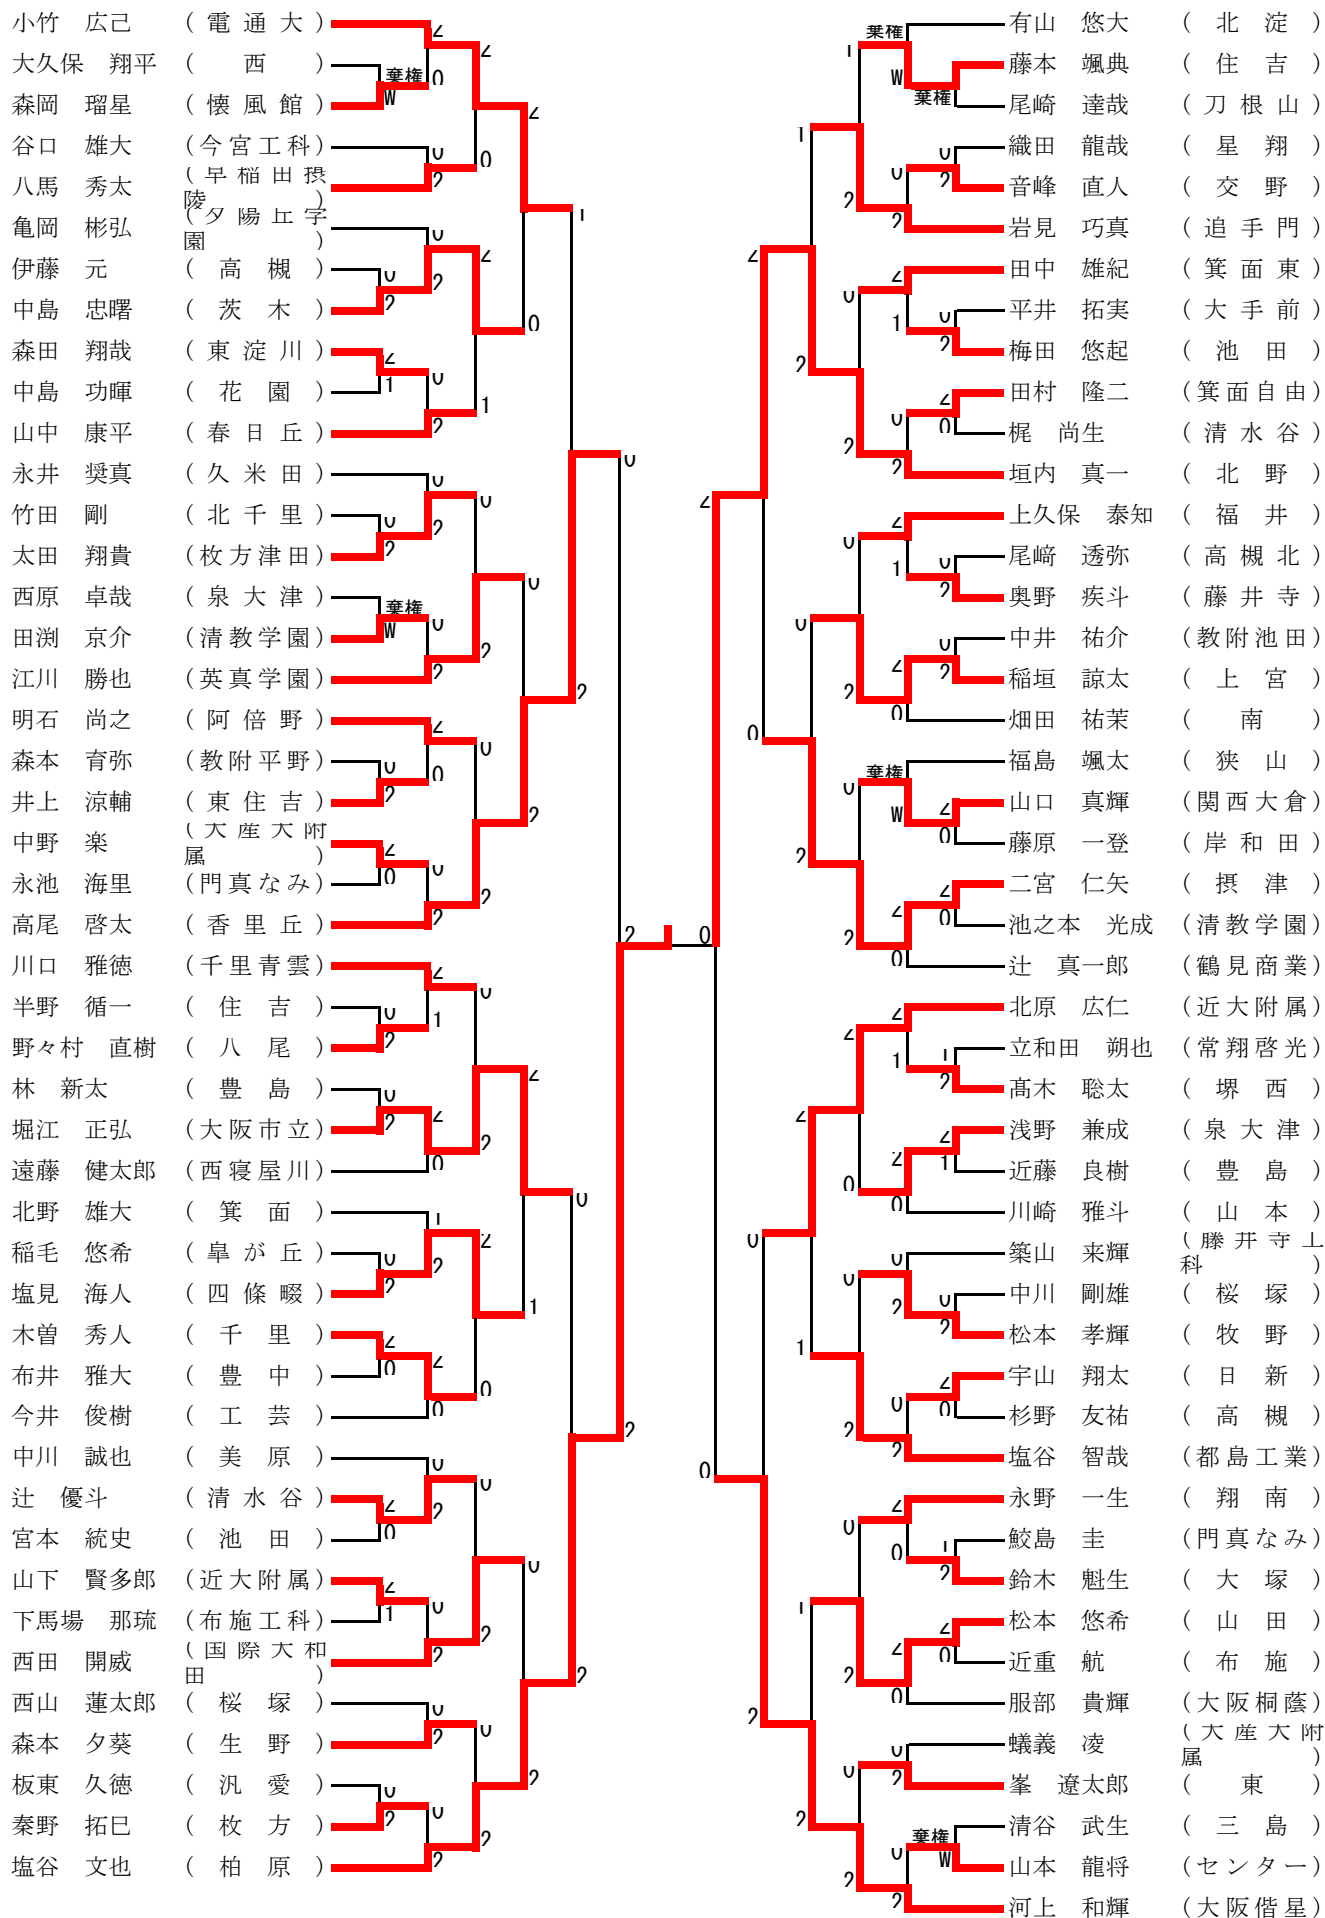 小竹　広己　（電通大）
大久保　翔平　（西）
森岡　瑠星　（懐風館）
谷口　雄大　（今宮工科）
八馬　秀太　（早稲田摂陵）
亀岡　彬弘　（夕陽丘学園）
伊藤　元　（高槻）
中島　忠曙　（茨木）
森田　翔哉　（東淀川）
中島　功暉　（花園）
山中　康平　（春日丘）
永井　奨真　（久米田）
竹田　剛　（北千里）
太田　翔貴　（枚方津田）
西原　卓哉　（泉大津）
田渕　京介　（清教学園）
江川　勝也　（英真学園）
明石　尚之　（阿倍野）
森本　育弥　（教附平野）
井上　涼輔　（東住吉）
中野　楽　（大産大附属）
永池　海里　（門真なみ）
高尾　啓太　（香里丘）
川口　雅徳　（千里青雲）
半野　循一　（住吉）
野々村　直樹　（八尾）
林　新太　（豊島）
堀江　正弘　（大阪市立）
遠藤　健太郎　（西寝屋川）
北野　雄大　（箕面）
稲毛　悠希　（皐が丘）
塩見　海人　（四條畷）
木曽　秀人　（千里）
布井　雅大　（豊中）
今井　俊樹　（工芸）
中川　誠也　（美原）
辻　優斗　（清水谷）
宮本　統史　（池田）
山下　賢多郎　（近大附属）
下馬場　那琉　（布施工科）
西田　開威　（国際大和田）
西山　蓮太郎　（桜塚）
森本　夕葵　（生野）
板東　久徳　（汎愛）
秦野　拓巳　（枚方）
塩谷　文也　（柏原）
有山　悠大　（北淀）
藤本　颯典　（住吉）
尾崎　達哉　（刀根山）
織田　龍哉　（星翔）
音峰　直人　（交野）
岩見　巧真　（追手門）
田中　雄紀　（箕面東）
平井　拓実　（大手前）
梅田　悠起　（池田）
田村　隆二　（箕面自由）
梶　尚生　（清水谷）
垣内　真一　（北野）
上久保　泰知　（福井）
尾﨑　透弥　（高槻北）
奥野　疾斗　（藤井寺）
中井　祐介　（教附池田）
稲垣　諒太　（上宮）
畑田　祐茉　（南）
福島　颯太　（狭山）
山口　真輝　（関西大倉）
藤原　一登　（岸和田）
二宮　仁矢　（摂津）
池之本　光成　（清教学園）
辻　真一郎　（鶴見商業）
北原　広仁　（近大附属）
立和田　朔也　（常翔啓光）
髙木　聡太　（堺西）
浅野　兼成　（泉大津）
近藤　良樹　（豊島）
川崎　雅斗　（山本）
築山　来輝　（藤井寺工科）
中川　剛雄　（桜塚）
松本　孝輝　（牧野）
宇山　翔太　（日新）
杉野　友祐　（高槻）
塩谷　智哉　（都島工業）
永野　一生　（翔南）
鮫島　圭　（門真なみ）
鈴木　魁生　（大塚）
松本　悠希　（山田）
近重　航　（布施）
服部　貴輝　（大阪桐蔭）
蟻義　凌　（大産大附属）
峯　遼太郎　（東）
清谷　武生　（三島）
山本　龍将　（センター）
河上　和輝　（大阪偕星）